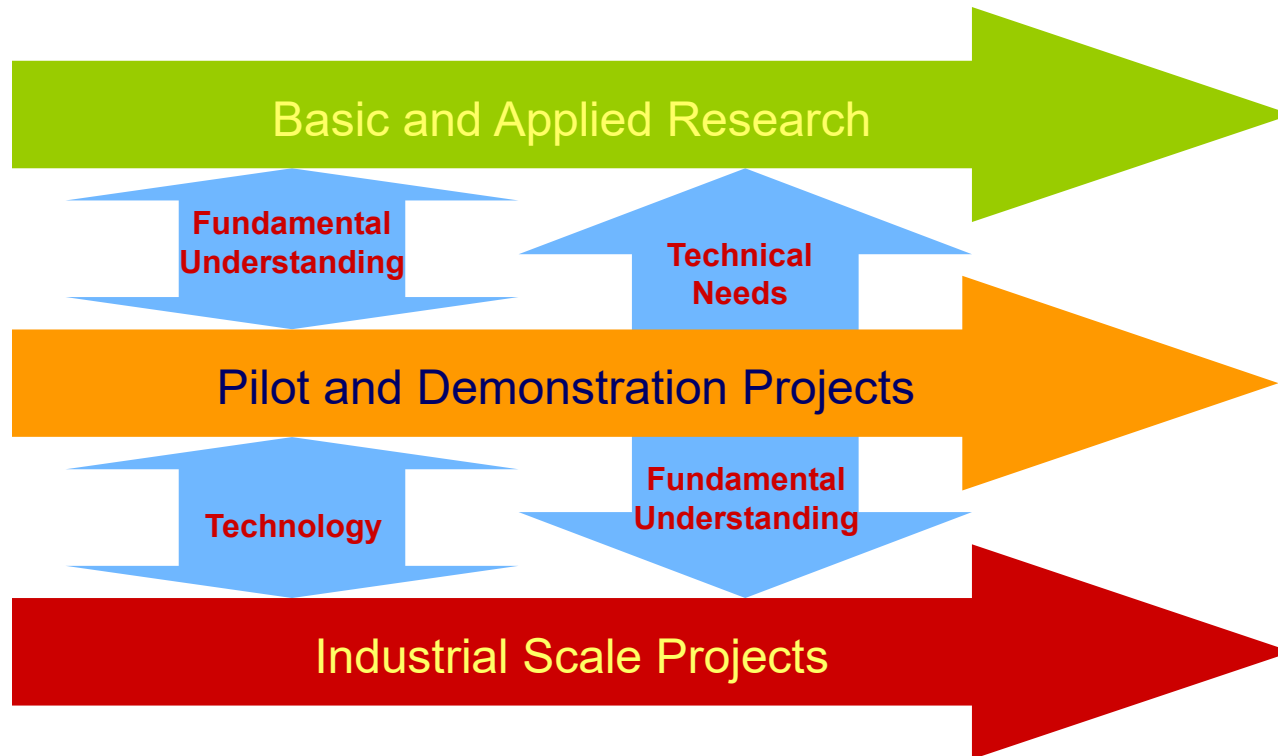 Basic and Applied Research
Fundamental
Understanding
Technical
Needs
Pilot and Demonstration Projects
Technology
Fundamental
Understanding
Industrial Scale Projects